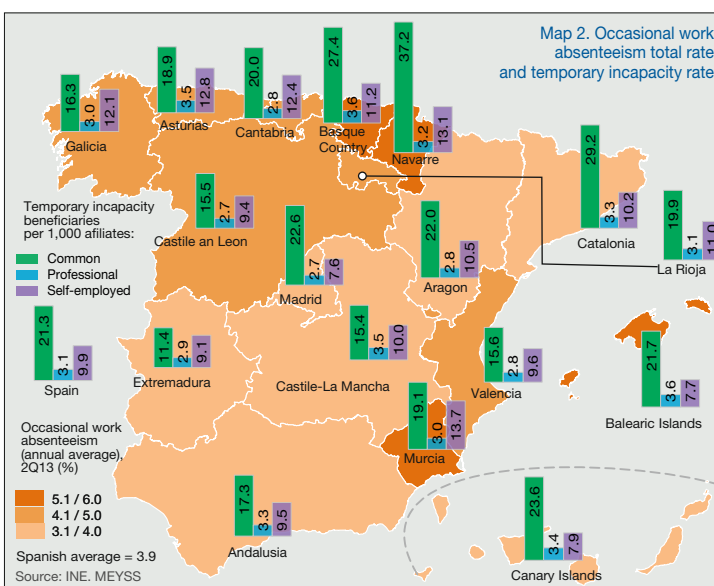 Map 2. Occasional work
absenteeism total rate
and temporary incapacity rate
16.3 3.0 12.1
Galicia
18.9 3.5 12.8
Asturias
20.0 2.8 12.4
Cantabria
27.4 3.6 11.2
Basque
Country
37.2 3.2 13.1
Navarre
29.2 3.3 10.2
Catalonia
19.9 3.1 11.0
La Rioja
15.5 2.7 9.4
Castile an Leon
22.6 2.7 7.6
Madrid
22.0 2.8 10.5
Aragon
Temporary incapacity
beneficiaries
per 1,000 afiliates:
Common
Professional
Self-employed
21.3 3.1 9.9
Spain
11.4 2.9 9.1
Extremadura
15.4 3.5 10.0
Castile-La Mancha
15.6 2.8 9.6
Valencia
21.7 3.6 7.7
Balearic Islands
19.1 3.0 13.7
Murcia
17.3 3.3 9.5
Andalusia
23.6 3.4 7.9
Canary Islands
Occasional work
absenteeism
(annual average),
2Q13 (%)
5.1 / 6.0
4.1 / 5.0
3.1 / 4.0
Spanish average = 3.9
Source: INE. MEYSS